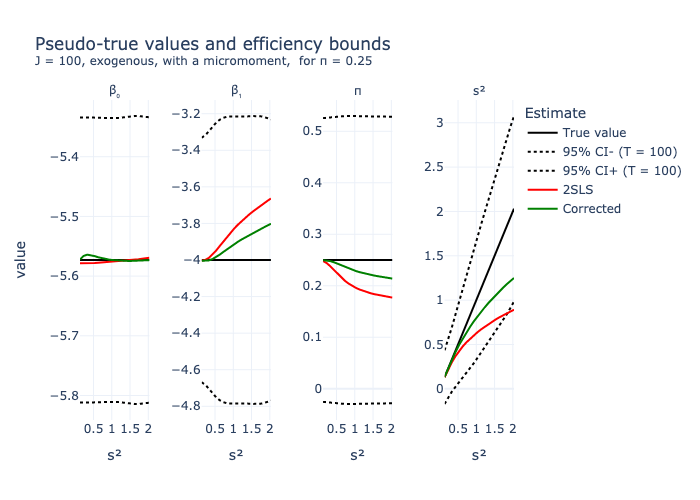 Pseudo-true values and efficiency bounds
J = 100, exogenous, with a micromoment,  for π = 0.25
β₀
β₁
π
s²
Estimate
True value
95% CI- (T = 100)
95% CI+ (T = 100)
2SLS
Corrected
value
−5.4
−5.5
−5.6
−5.7
−5.8
0.5 1 1.5 2
s²
−3.2
−3.4
−3.6
−3.8
−4
−4.2
−4.4
−4.6
−4.8
0.5 1 1.5 2
s²
0.5
0.4
0.3
0.2
0.1
0
0.5 1 1.5 2
s²
3
2.5
2
1.5
1
0.5
0
0.5 1 1.5 2
s²